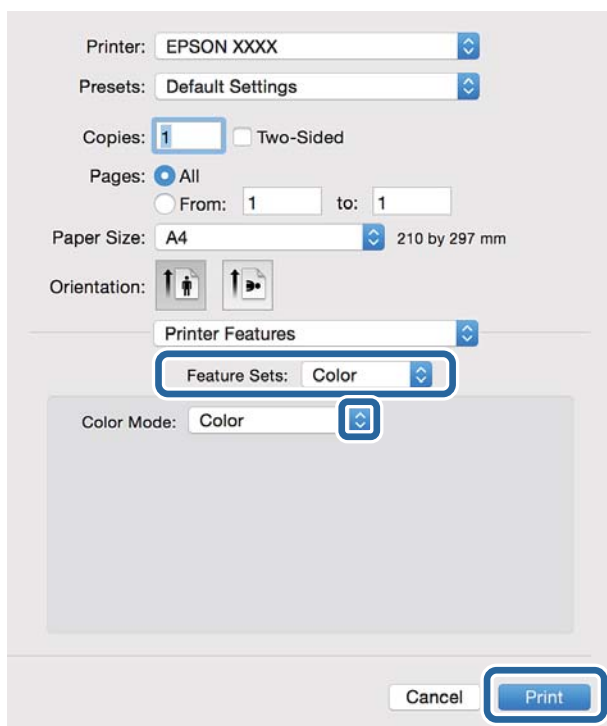 Printer: EPSON XXXX
Presets: Default Settings
Copies: 1 Two-Sided
Pages: All
From: 1 to: 1
Paper Size: A4 210 by 297 mm
Orientation:
Printer Features
Feature Sets: Color
Color Mode: Color
Cancel Print